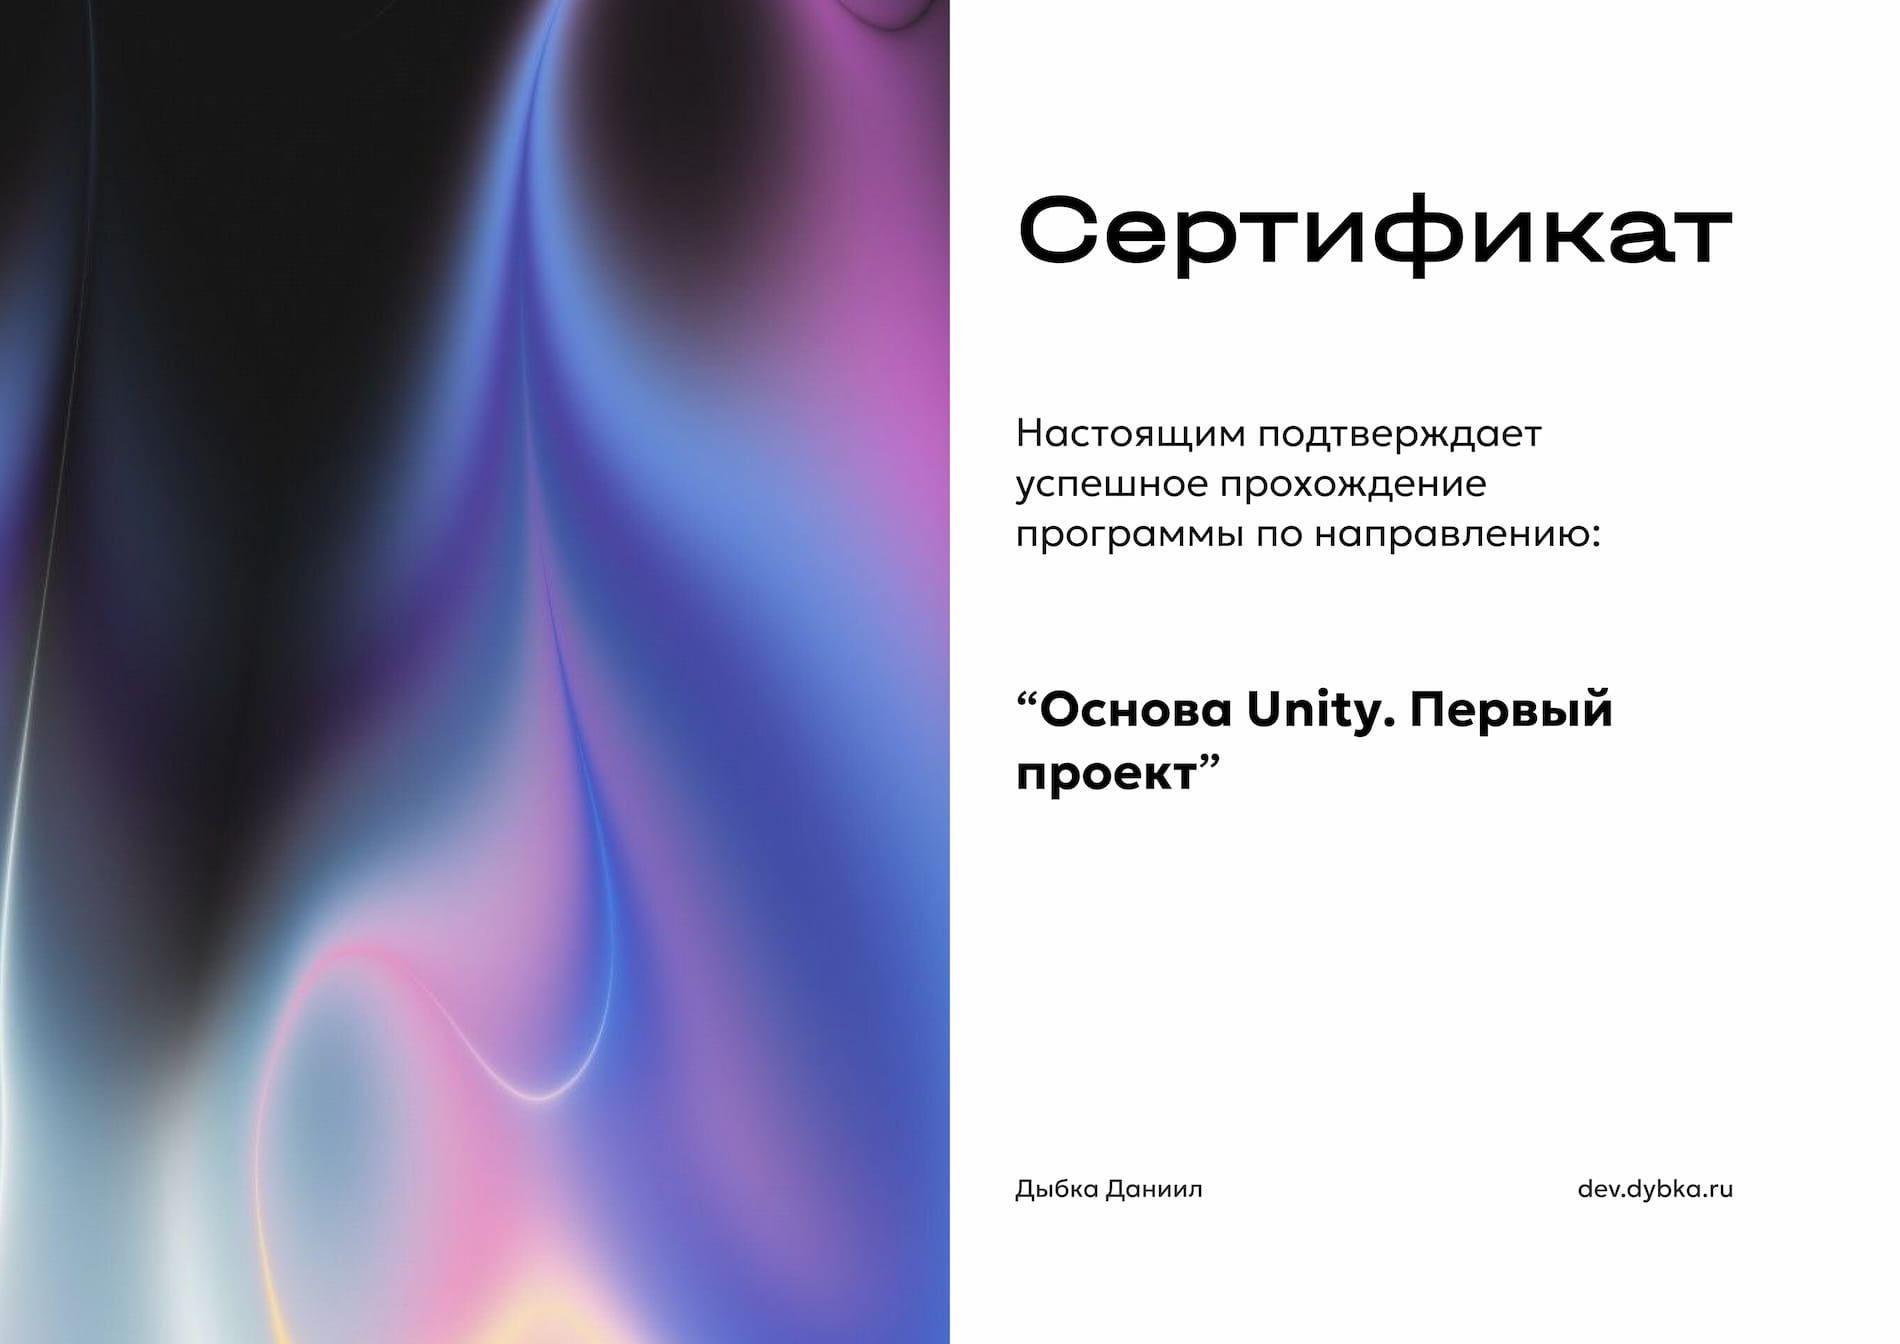 Сертификат
Настоящим подтверждает
успешное прохождение
программы по направлению:
“Основа Unity. Первый
проект”
Дыбка Даниил
dev.dybka.ru